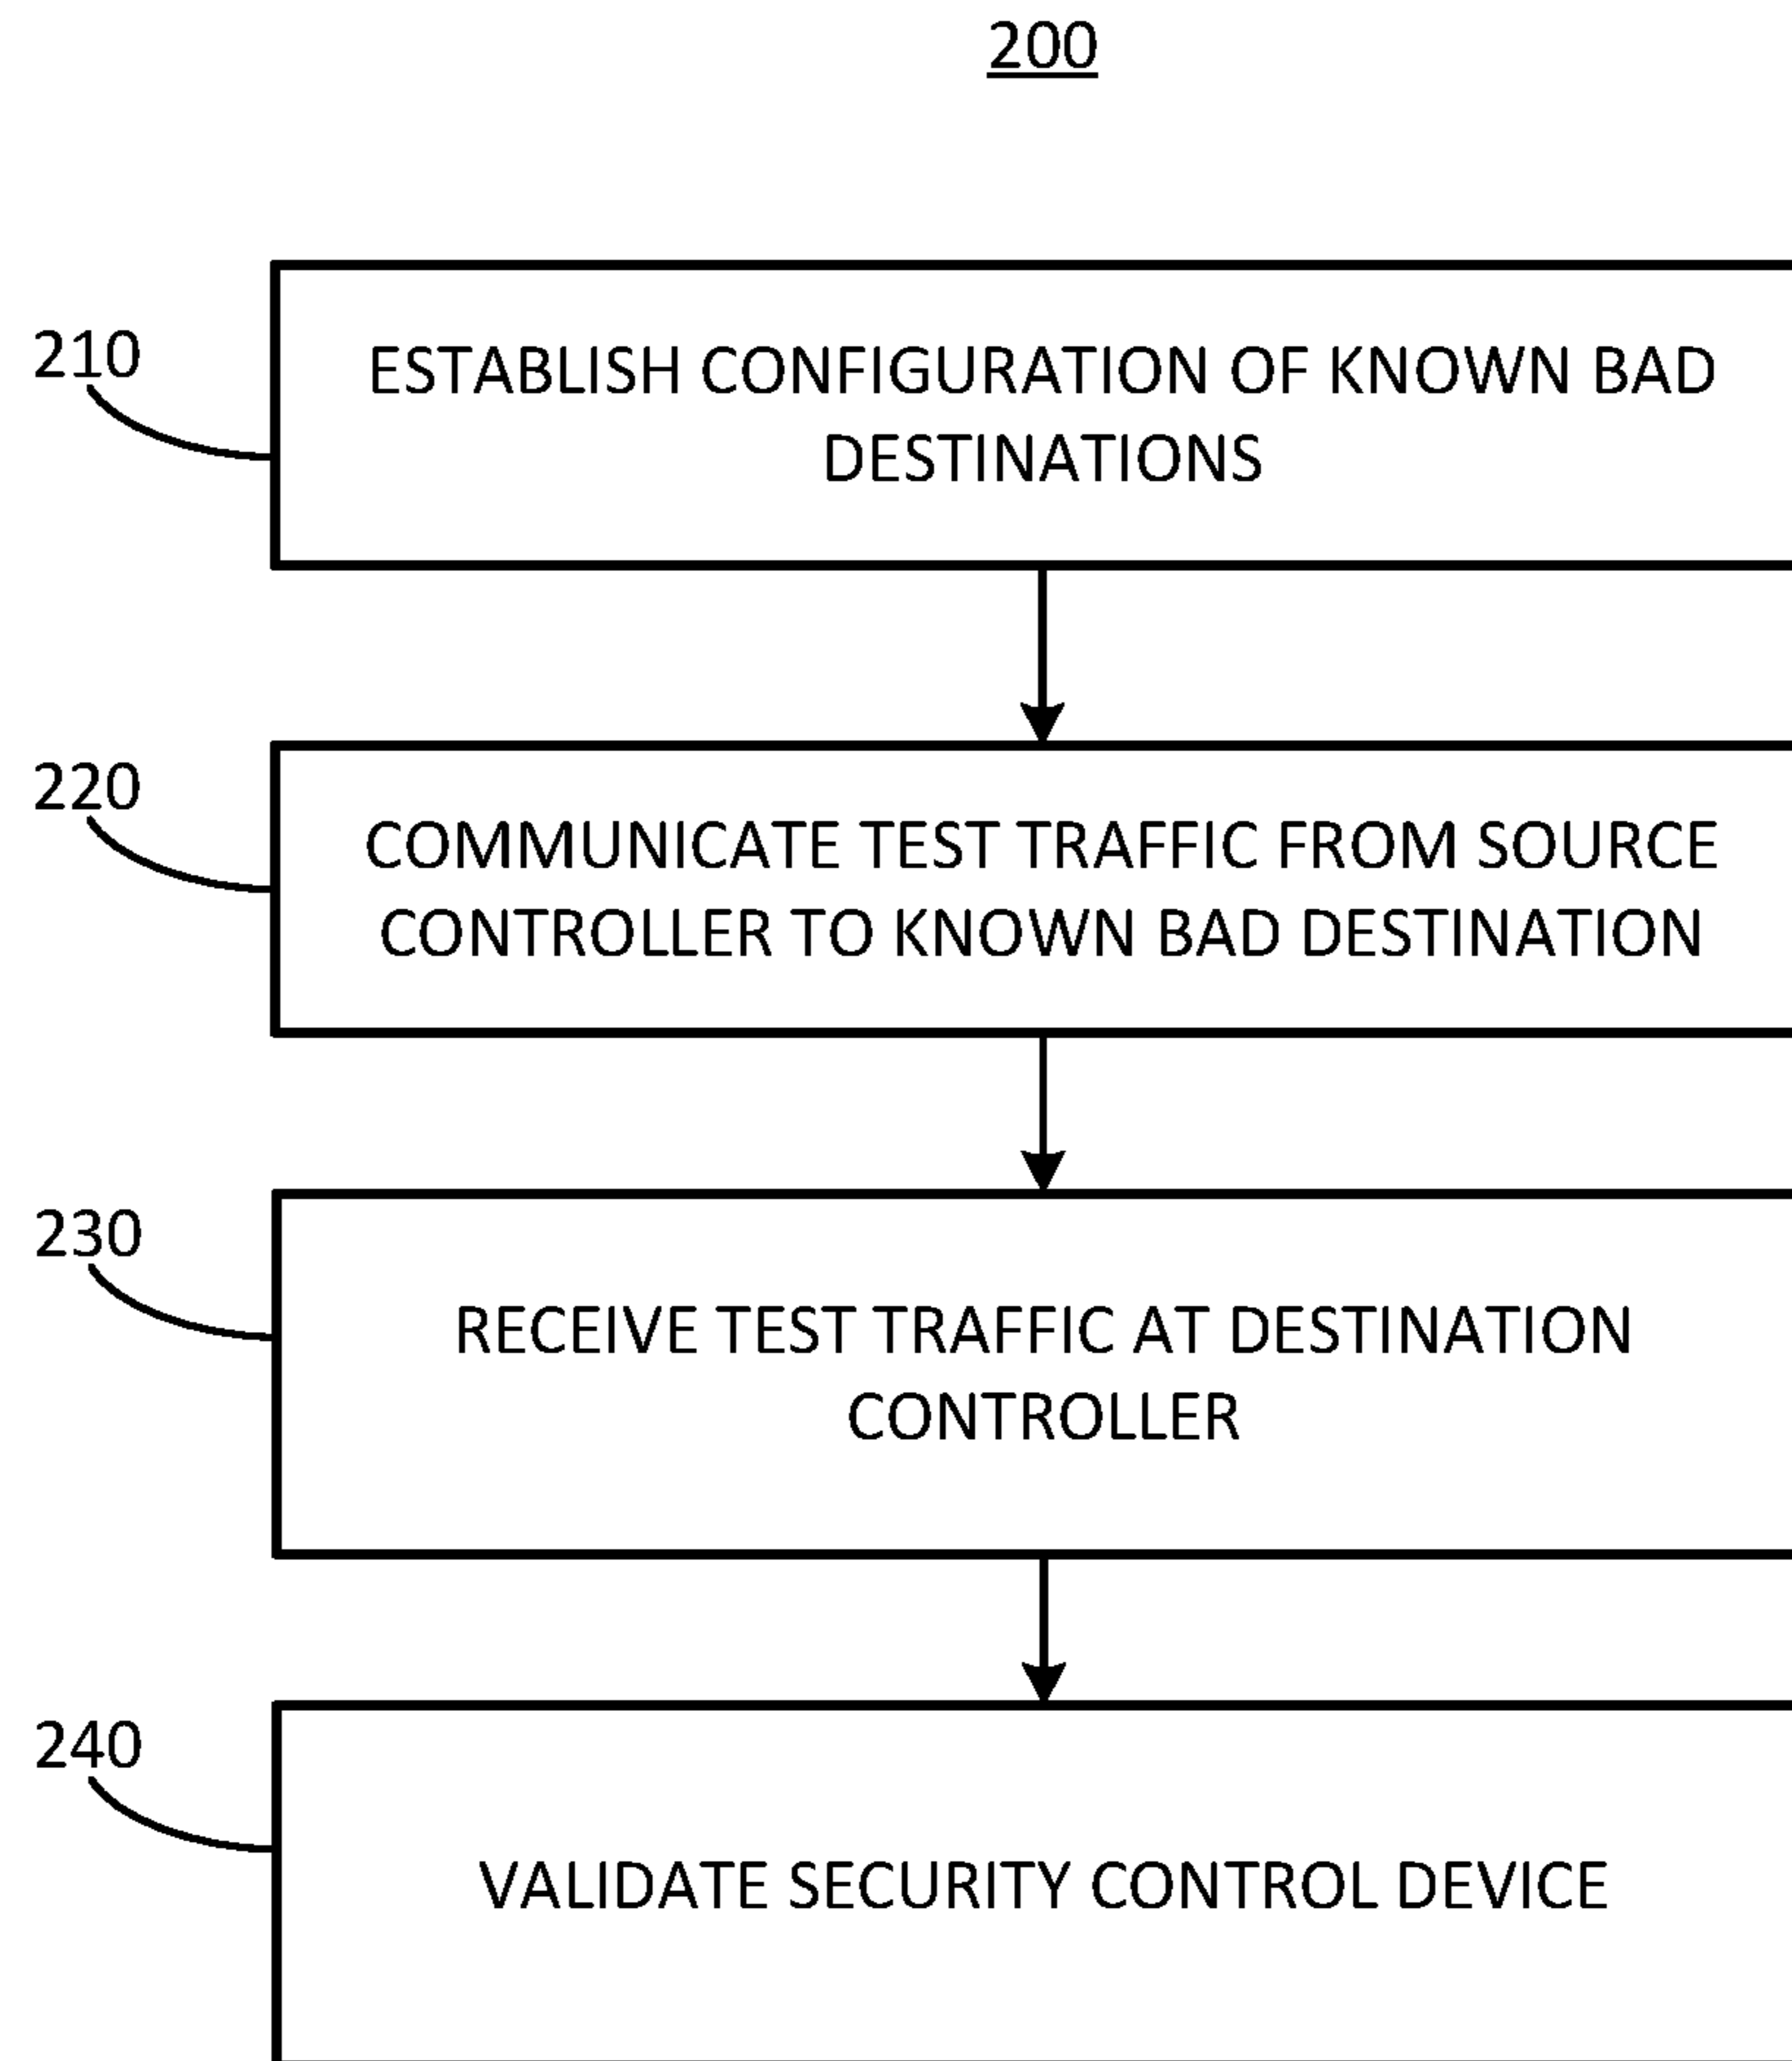 200
210
ESTABLISH CONFIGURATION OF KNOWN BAD
DESTINATIONS
220
COMMUNICATE TEST TRAFFIC FROM SOURCE
CONTROLLER TO KNOWN BAD DESTINATION
230
RECEIVE TEST TRAFFIC AT DESTINATION
CONTROLLER
240
VALIDATE SECURITY CONTROL DEVICE